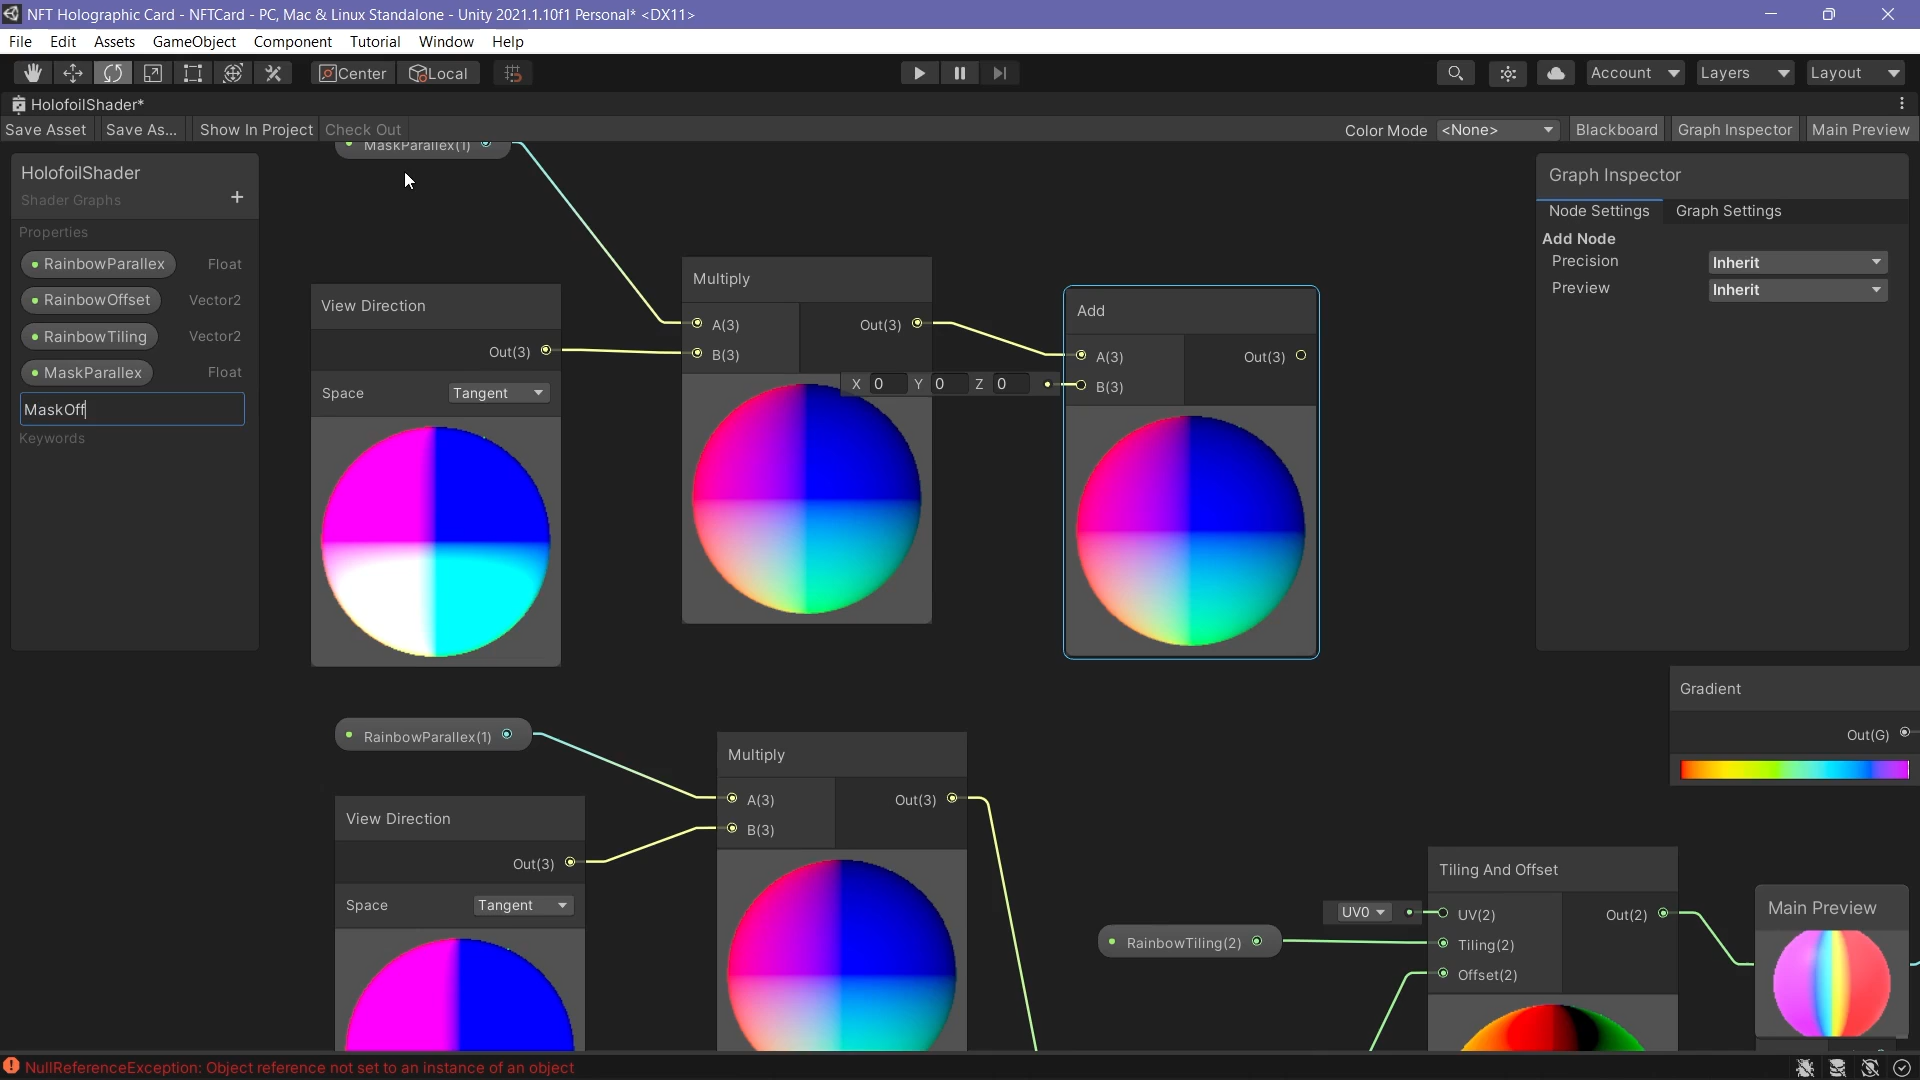 NFT Holographic Card - NFTCard - PC, Mac & Linux Standalone - Unity 2021.1.10f1 Personal* <DX11>
File Edit Assets GameObject Component Tutorial Window Help
Center Local Account Layers Layout
HolofoilShader*
Save Asset Save As... Show In Project Check Out Color Mode <None> Blackboard Graph Inspector Main Preview
MaskParallex(1)
HolofoilShader
Shader Graphs
+
Properties
RainbowParallex Float
RainbowOffset Vector2
RainbowTiling Vector2
MaskParallex Float
MaskOff
Keywords
View Direction
Out(3)
Space Tangent
Multiply
A(3) Out(3)
B(3)
X 0 Y 0 Z 0
Add
A(3) Out(3)
B(3)
Graph Inspector
Node Settings Graph Settings
Add Node
Precision Inherit
Preview Inherit
RainbowParallex(1)
View Direction
Out(3)
Space Tangent
Multiply
A(3) Out(3)
B(3)
Gradient
Out(G)
RainbowTiling(2)
UV0
Tiling And Offset
UV(2) Out(2)
Tiling(2)
Offset(2)
Main Preview
NullReferenceException: Object reference not set to an instance of an object